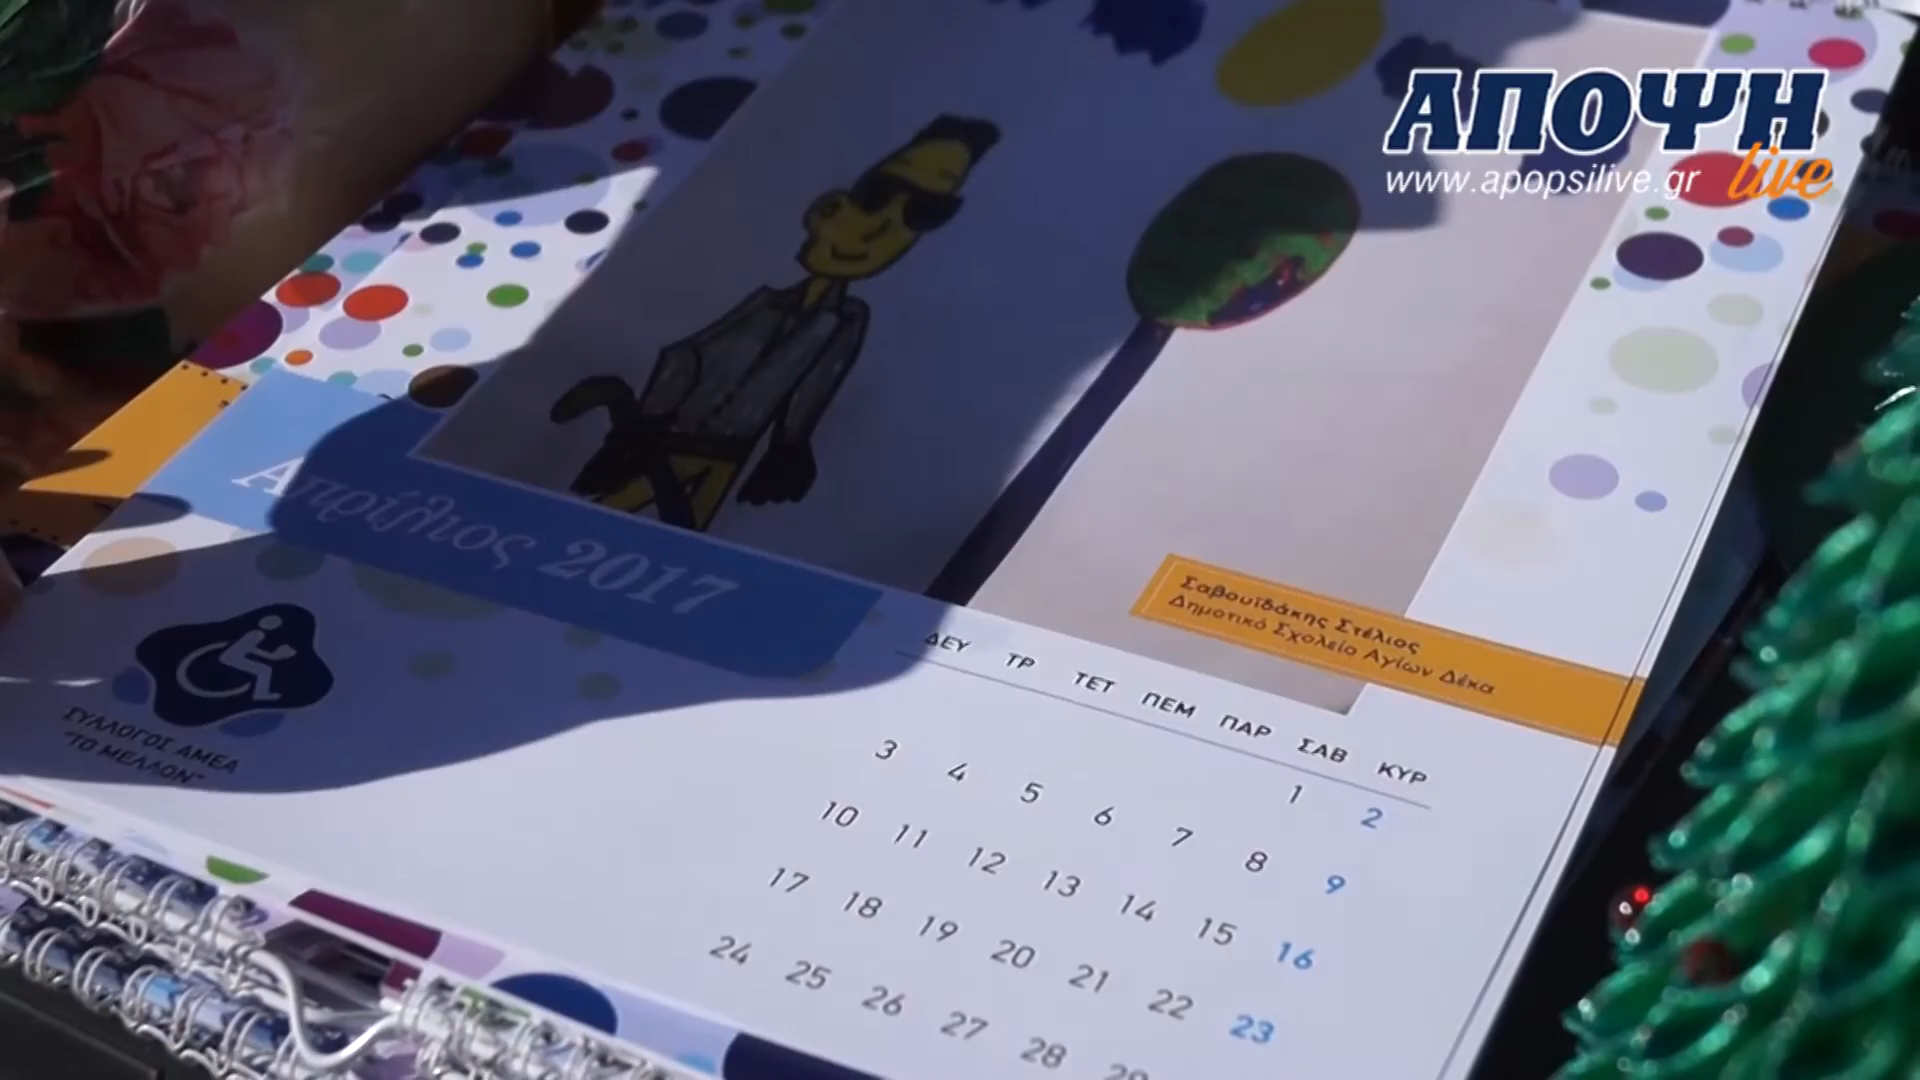 ΑΠΟΨΗ
live
www.apopsilive.gr
Απρίλιος 2017
Σαβουϊδάκης Στέλιος
Δημοτικό Σχολείο Αγίων Δέκα
ΣΥΛΛΟΓΟΣ ΑΜΕΑ
"ΤΟ ΜΕΛΛΟΝ"
ΔΕΥ ΤΡ ΤΕΤ ΠΕΜ ΠΑΡ ΣΑΒ ΚΥΡ
1 2
3 4 5 6 7 8 9
10 11 12 13 14 15 16
17 18 19 20 21 22 23
24 25 26 27 28 29